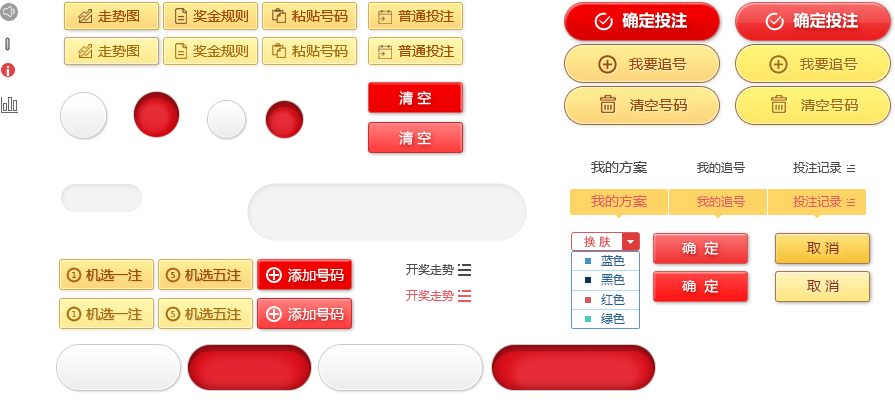 走势图 奖金规则 粘贴号码 普通投注
走势图 奖金规则 粘贴号码 普通投注
清空
清空
确定投注 确定投注
我要追号 我要追号
清空号码 清空号码
我的方案 我的追号 投注记录
我的方案 我的追号 投注记录
1 机选一注 5 机选五注 添加号码
1 机选一注 5 机选五注 添加号码
开奖走势
开奖走势
换肤
蓝色
黑色
红色
绿色
确定 取消
确定 取消